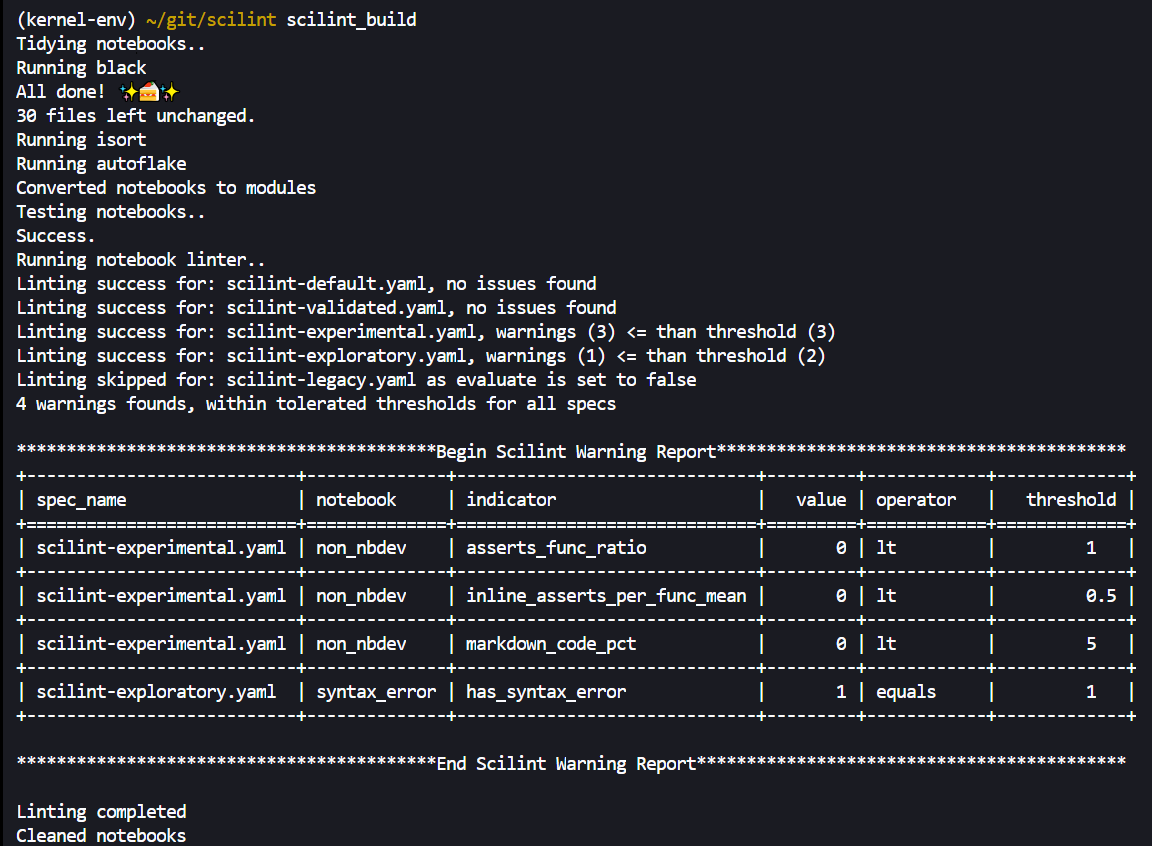 (kernel-env) ~/git/scilint scilint_build
Tidying notebooks..
Running black
All done! ✨🍰✨
30 files left unchanged.
Running isort
Running autoflake
Converted notebooks to modules
Testing notebooks..
Success.
Running notebook linter..
Linting success for: scilint-default.yaml, no issues found
Linting success for: scilint-validated.yaml, no issues found
Linting success for: scilint-experimental.yaml, warnings (3) <= than threshold (3)
Linting success for: scilint-exploratory.yaml, warnings (1) <= than threshold (2)
Linting skipped for: scilint-legacy.yaml as evaluate is set to false
4 warnings founds, within tolerated thresholds for all specs

******************************************Begin Scilint Warning Report*****************************************
+---------------------------+--------------+------------------------------+---------+------------+-------------+
| spec_name                 | notebook     | indicator                    |   value | operator   |   threshold |
+===========================+==============+==============================+=========+============+=============+
| scilint-experimental.yaml | non_nbdev    | asserts_func_ratio           |       0 | lt         |         1   |
+---------------------------+--------------+------------------------------+---------+------------+-------------+
| scilint-experimental.yaml | non_nbdev    | inline_asserts_per_func_mean |       0 | lt         |         0.5 |
+---------------------------+--------------+------------------------------+---------+------------+-------------+
| scilint-experimental.yaml | non_nbdev    | markdown_code_pct            |       0 | lt         |         5   |
+---------------------------+--------------+------------------------------+---------+------------+-------------+
| scilint-exploratory.yaml  | syntax_error | has_syntax_error             |       1 | equals     |         1   |
+---------------------------+--------------+------------------------------+---------+------------+-------------+

******************************************End Scilint Warning Report*******************************************

Linting completed
Cleaned notebooks